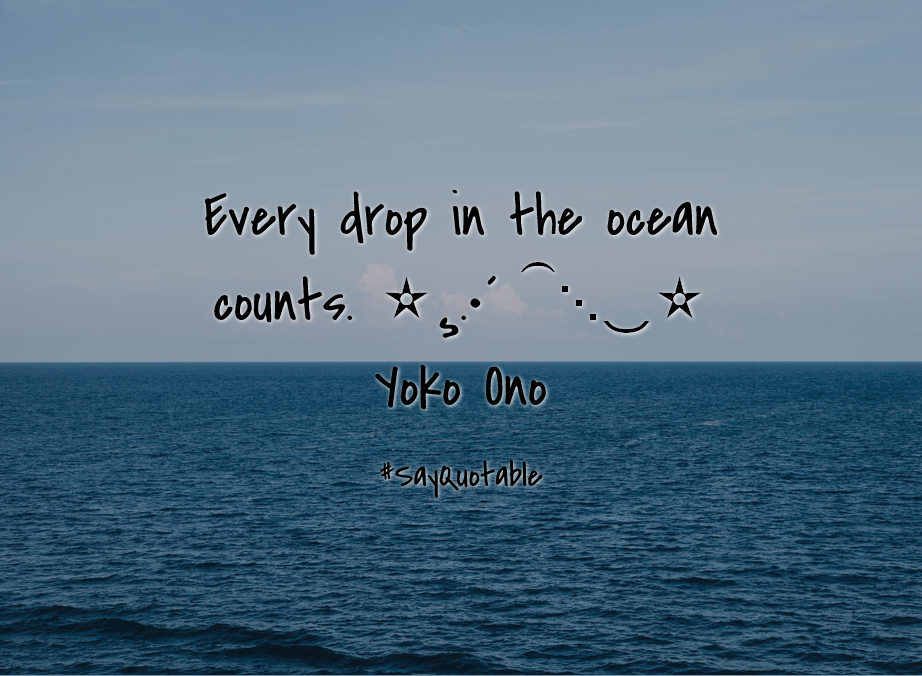 Every drop in the ocean
counts. ✯¸.•´⌒⋱‿✯
Yoko Ono
#SayQuotable